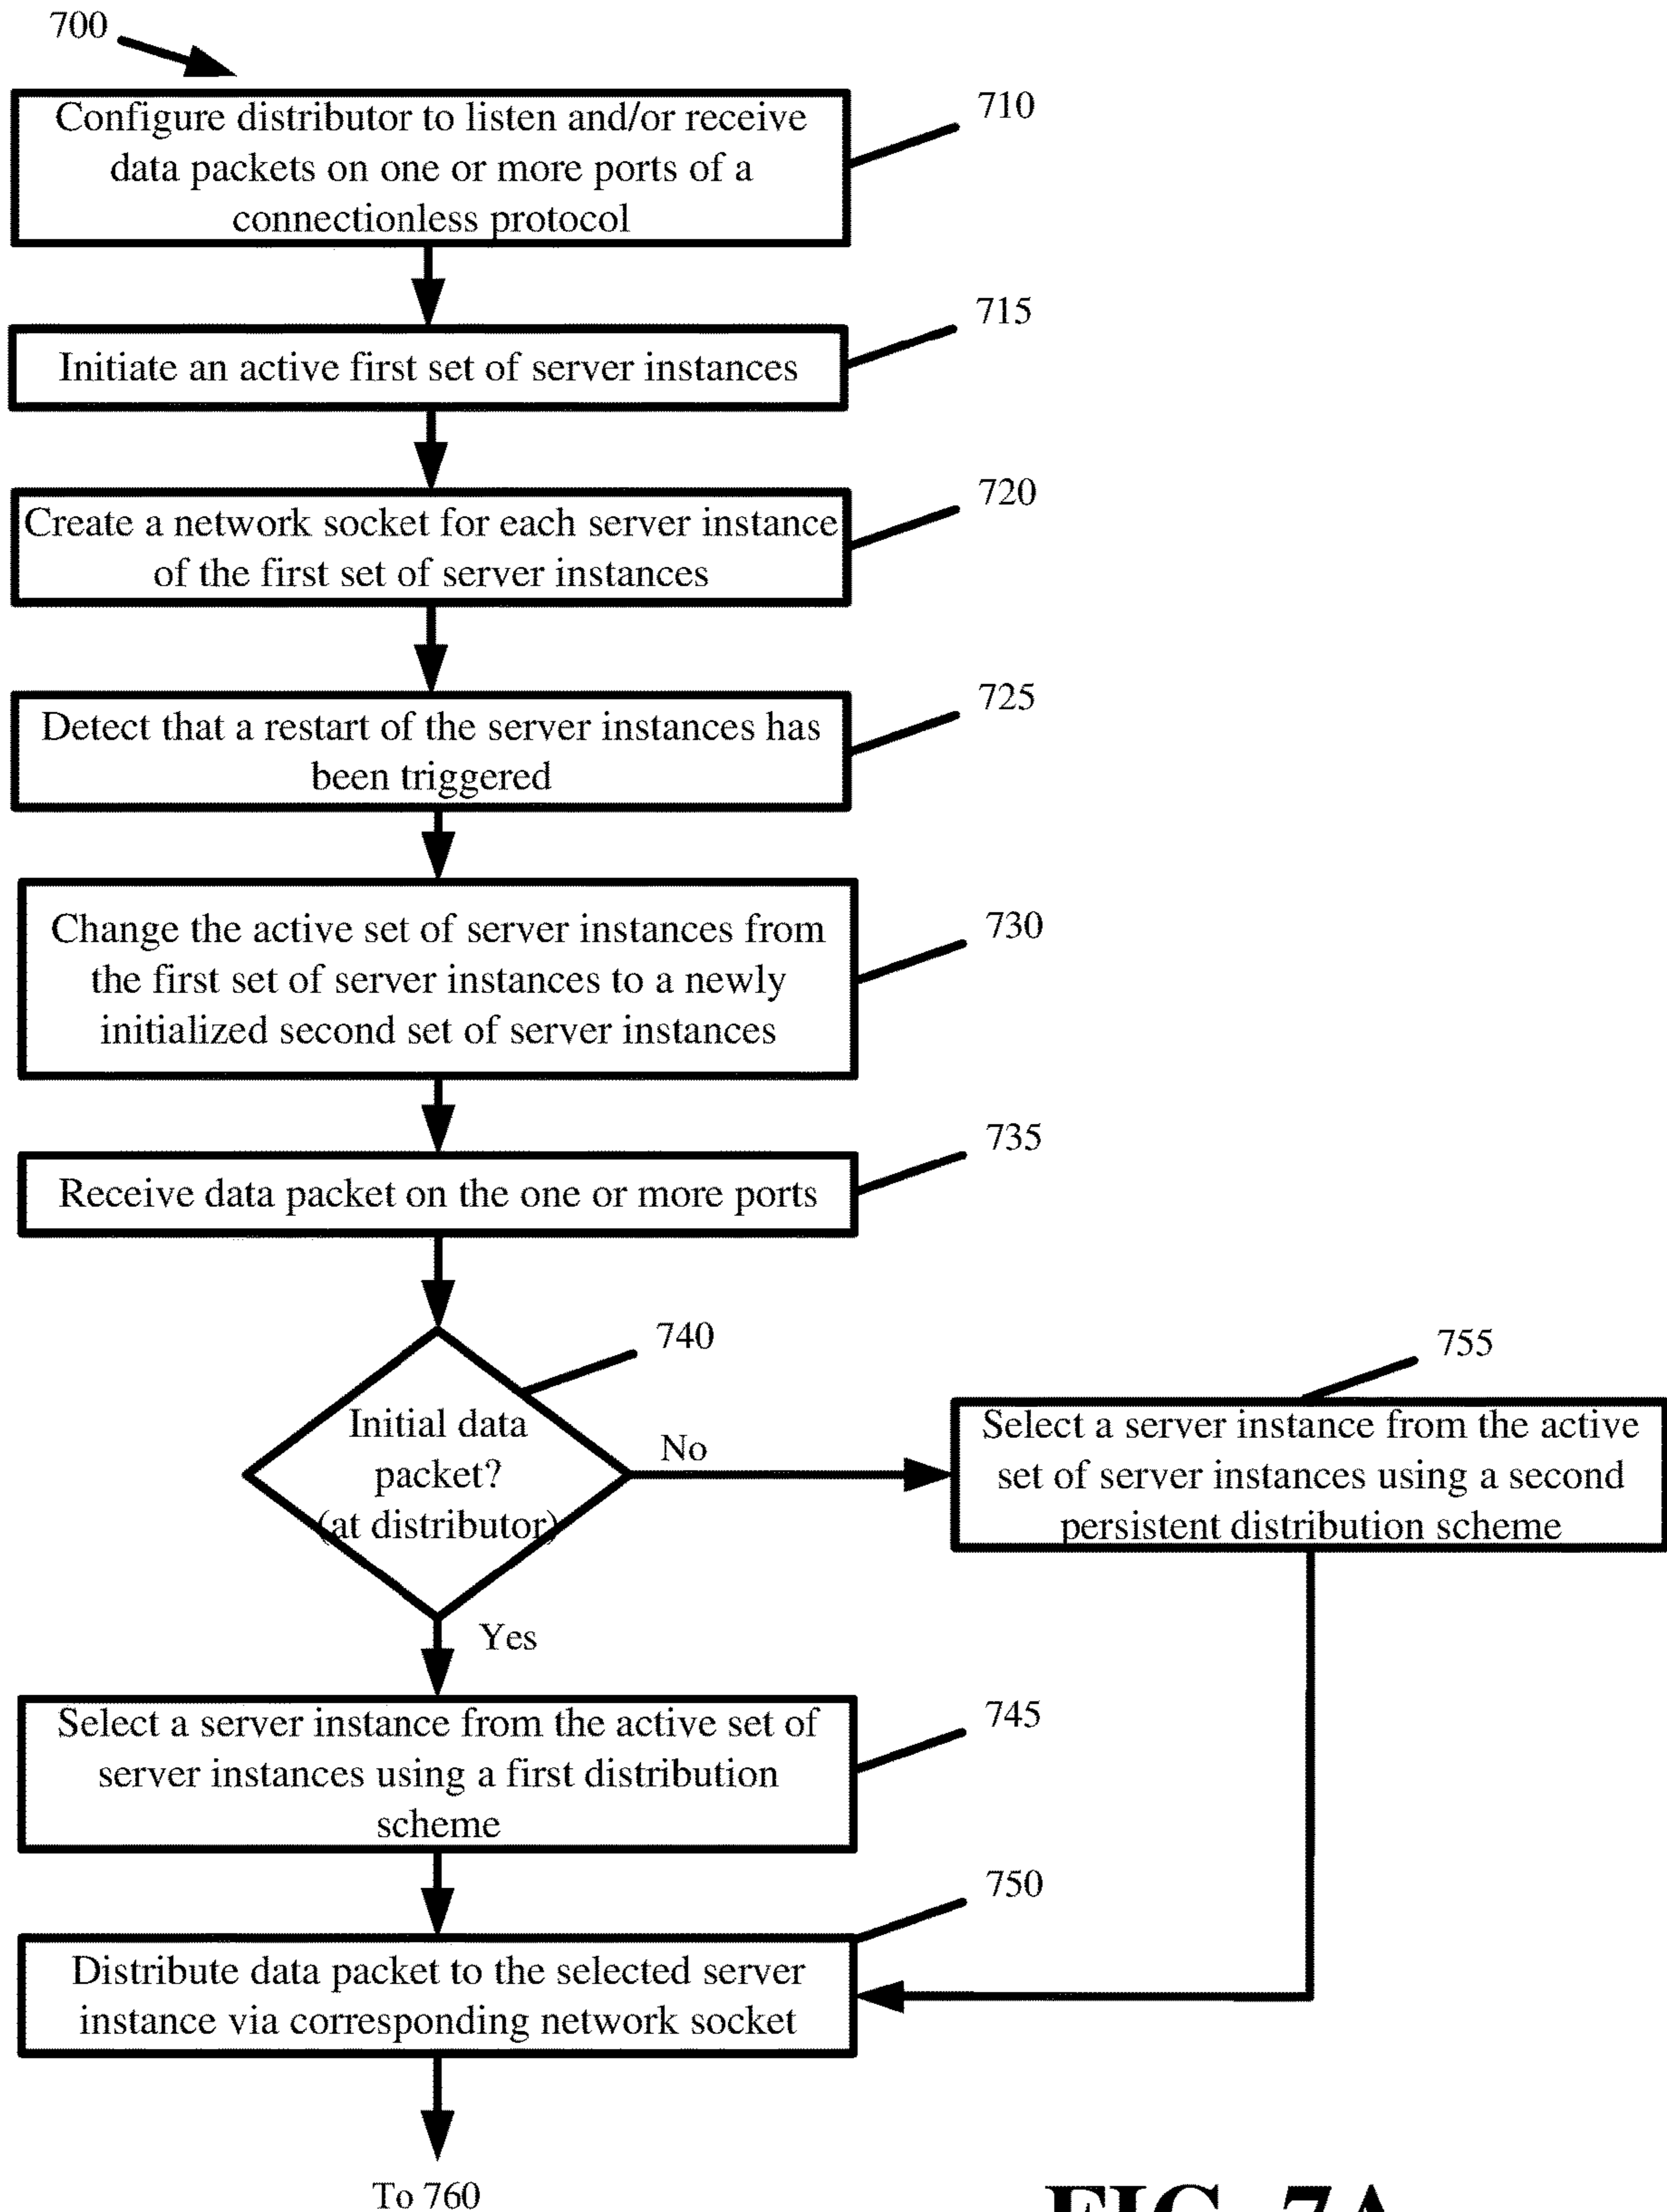 700
Configure distributor to listen and/or receive
data packets on one or more ports of a
connectionless protocol
710
Initiate an active first set of server instances
715
Create a network socket for each server instance
of the first set of server instances
720
Detect that a restart of the server instances has
been triggered
725
Change the active set of server instances from
the first set of server instances to a newly
initialized second set of server instances
730
Receive data packet on the one or more ports
735
Initial data
packet?
(at distributor)
740
No
Select a server instance from the active
set of server instances using a second
persistent distribution scheme
755
Yes
Select a server instance from the active set of
server instances using a first distribution
scheme
745
Distribute data packet to the selected server
instance via corresponding network socket
750
To 760
FIG. 7A